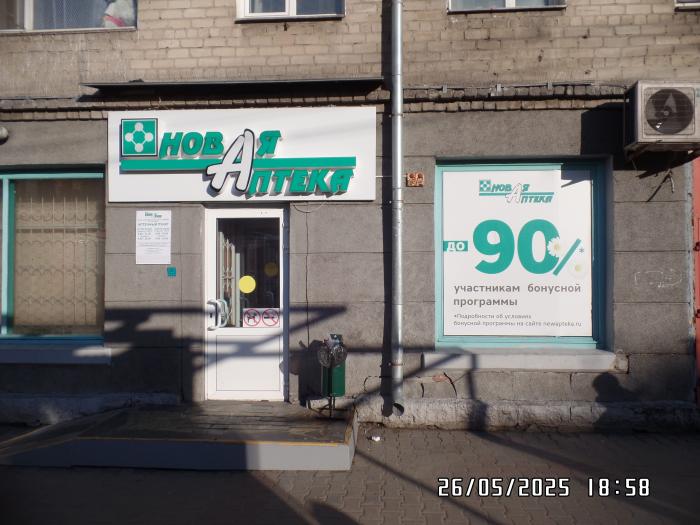 НОВАЯ
АПТЕКА
НОВАЯ
АПТЕКА
ДО 90%*
участникам бонусной
программы
*Подробности об условиях
бонусной программы на сайте newapteka.ru
26/05/2025 18:58